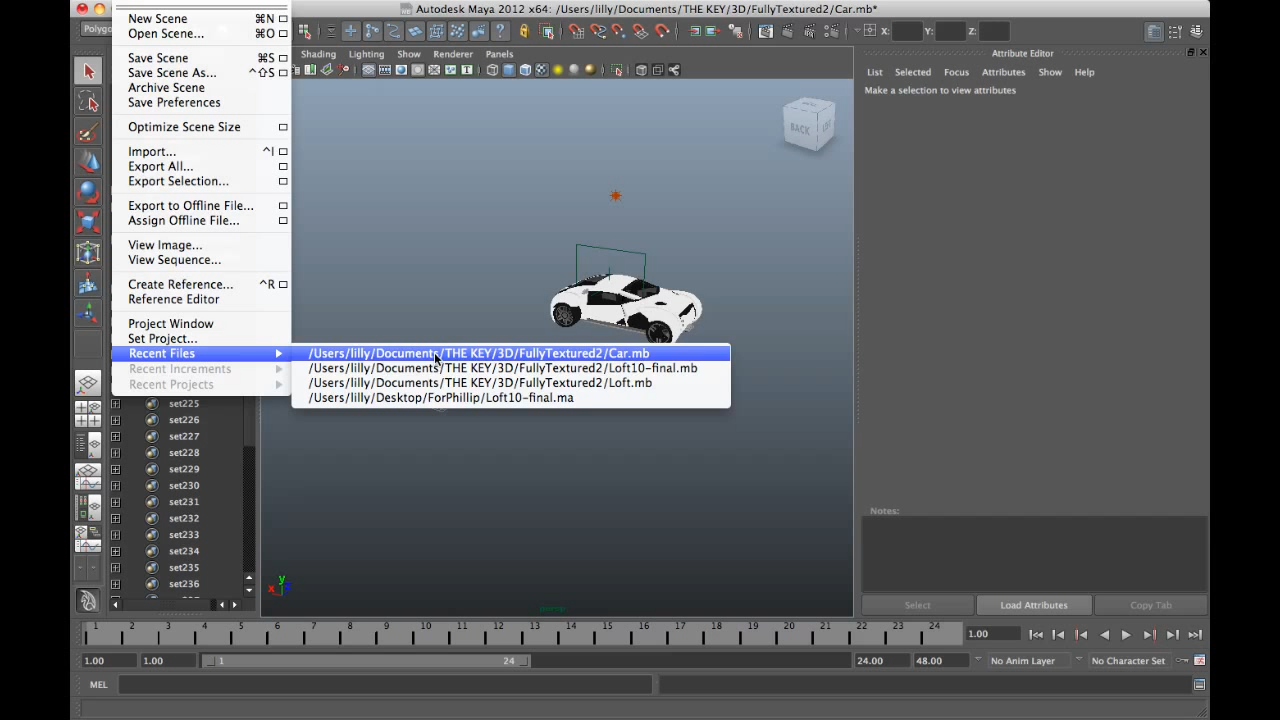 Autodesk Maya 2012 x64: /Users/lilly/Documents/THE KEY/3D/FullyTextured2/Car.mb*
New Scene ⌘N
Open Scene... ⌘O
Save Scene ⌘S
Save Scene As... ^⇧S
Archive Scene
Save Preferences
Optimize Scene Size
Import... ^I
Export All...
Export Selection...
Export to Offline File...
Assign Offline File...
View Image...
View Sequence...
Create Reference... ^R
Reference Editor
Project Window
Set Project...
Recent Files
Recent Increments
Recent Projects
/Users/lilly/Documents/THE KEY/3D/FullyTextured2/Car.mb
/Users/lilly/Documents/THE KEY/3D/FullyTextured2/Loft10-final.mb
/Users/lilly/Documents/THE KEY/3D/FullyTextured2/Loft.mb
/Users/lilly/Desktop/ForPhillip/Loft10-final.ma
Polygo
X: Y: Z:
Shading Lighting Show Renderer Panels
BACK
Attribute Editor
List Selected Focus Attributes Show Help
Make a selection to view attributes
set225
set226
set227
set228
set229
set230
set231
set232
set233
set234
set235
set236
y
x
persp
Notes:
Select Load Attributes Copy Tab
1 2 3 4 5 6 7 8 9 10 11 12 13 14 15 16 17 18 19 20 21 22 23 24
1.00
1.00 1.00 1 24 24.00 48.00 No Anim Layer No Character Set
MEL